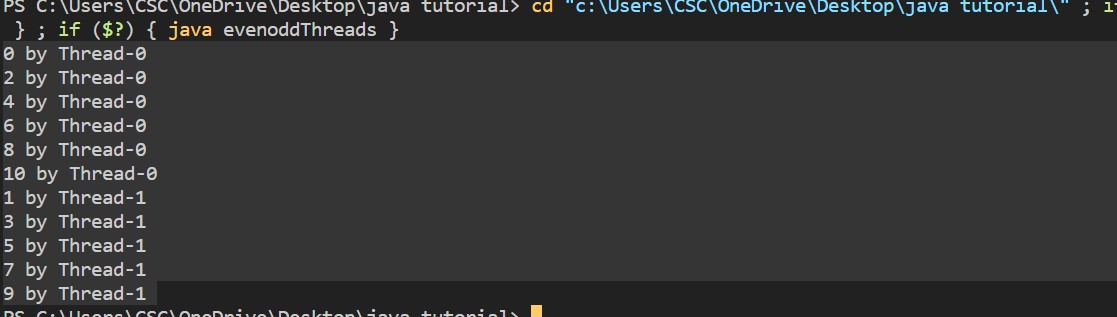 PS C:\Users\CSC\OneDrive\Desktop\java tutorial> cd "c:\Users\CSC\OneDrive\Desktop\java tutorial\" ; if
} ; if ($?) { java evenoddThreads }
0 by Thread-0
2 by Thread-0
4 by Thread-0
6 by Thread-0
8 by Thread-0
10 by Thread-0
1 by Thread-1
3 by Thread-1
5 by Thread-1
7 by Thread-1
9 by Thread-1
PS C:\Users\CSC\OneDrive\Desktop\java tutorial>